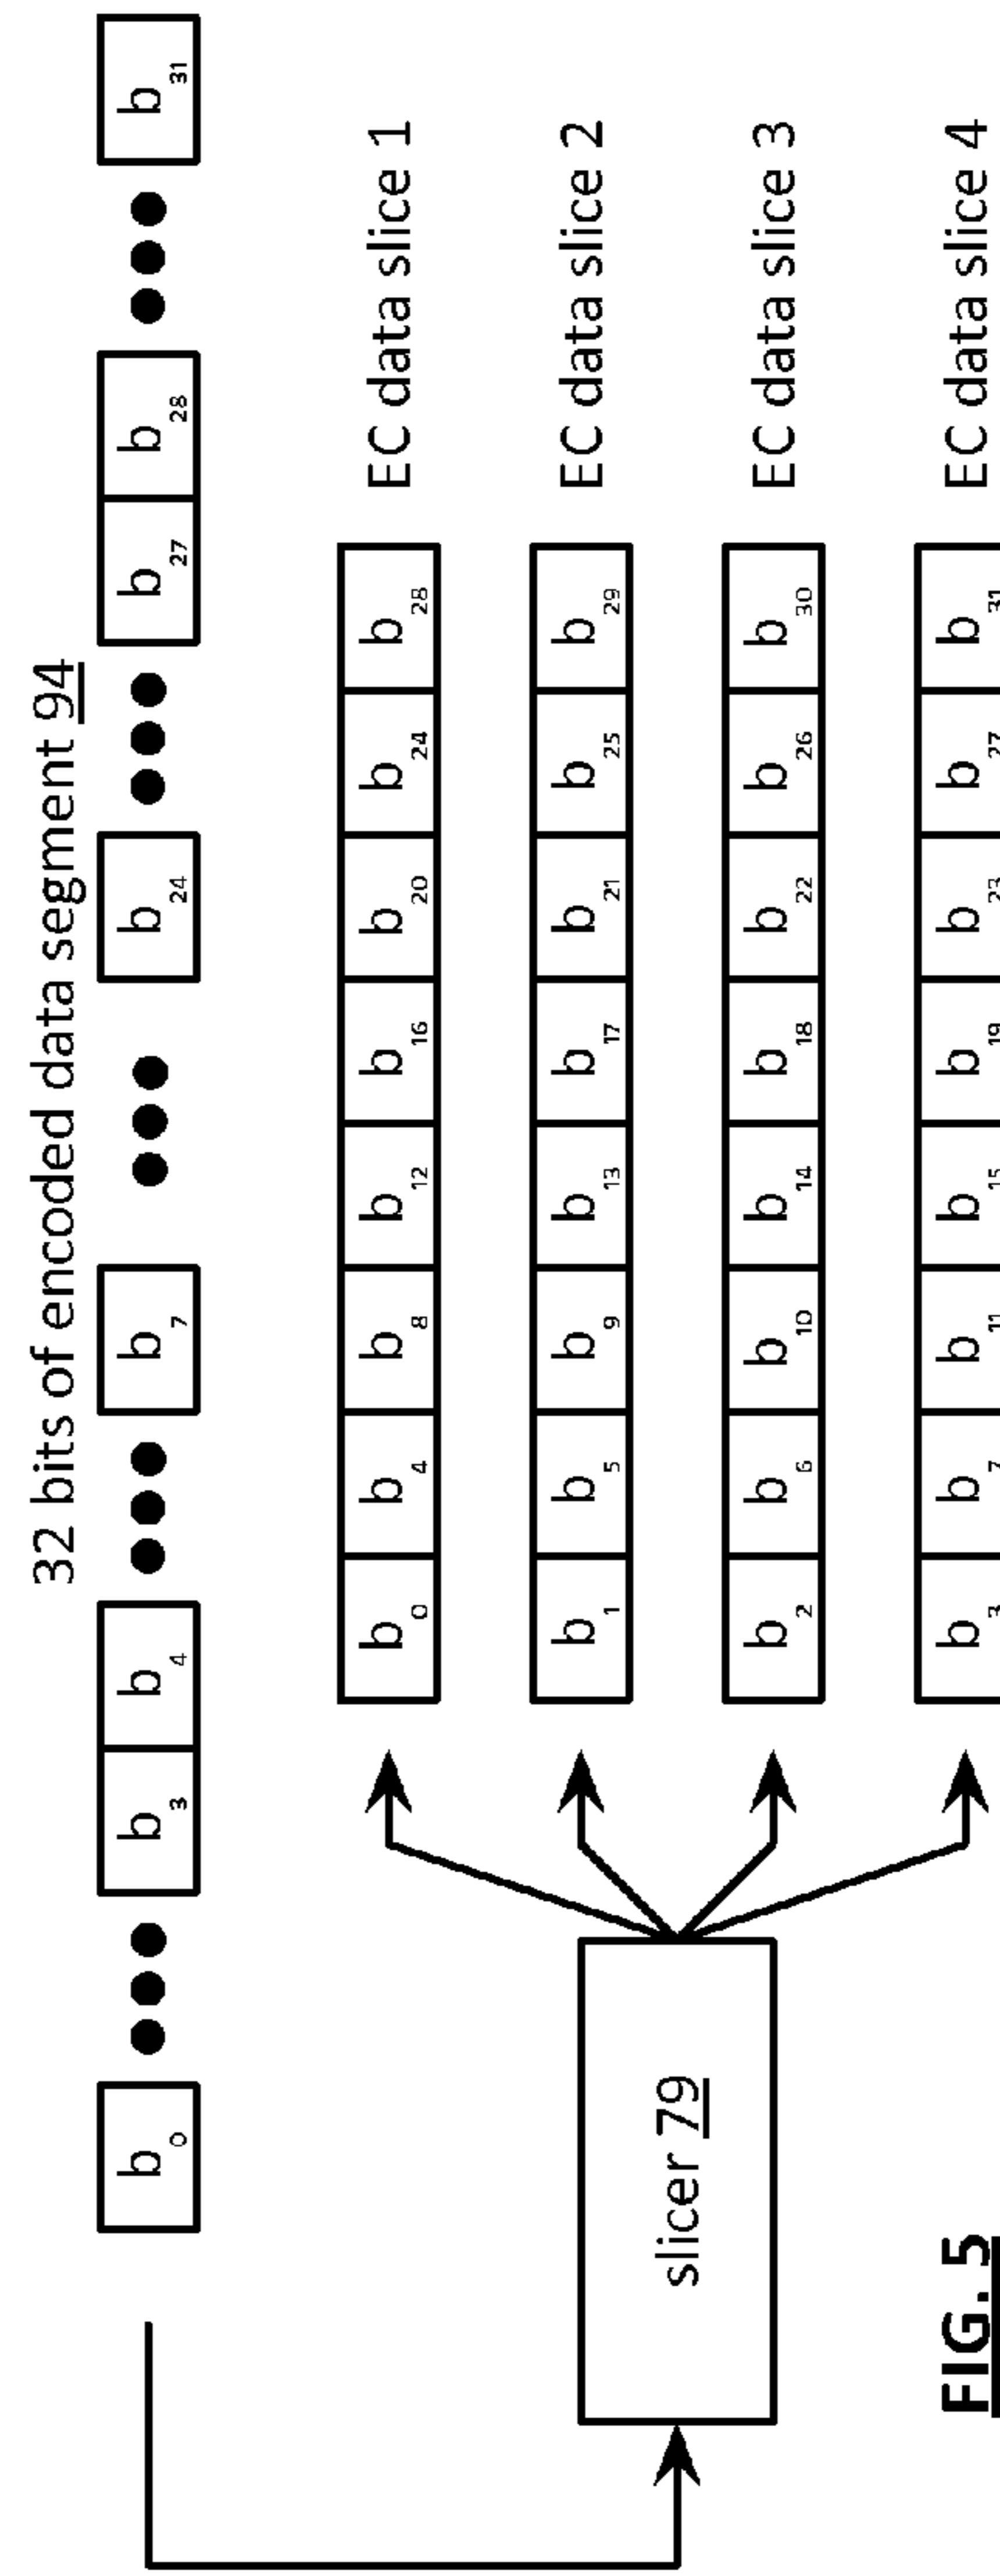 32 bits of encoded data segment 94
b0 b3 b4 b7 b24 b27 b28 b31
b0 b4 b8 b12 b16 b20 b24 b28 EC data slice 1
b1 b5 b9 b13 b17 b21 b25 b29 EC data slice 2
slicer 79
b2 b6 b10 b14 b18 b22 b26 b30 EC data slice 3
b3 b7 b11 b15 b19 b23 b27 b31 EC data slice 4
FIG. 5